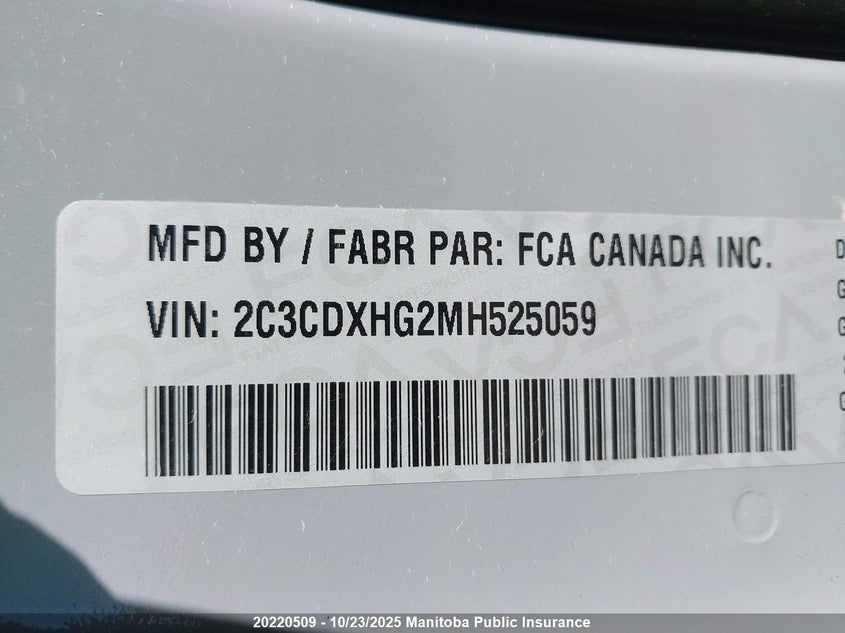 MFD BY / FABR PAR: FCA CANADA INC.
VIN: 2C3CDXHG2MH525059
20220509 - 10/23/2025 Manitoba Public Insurance